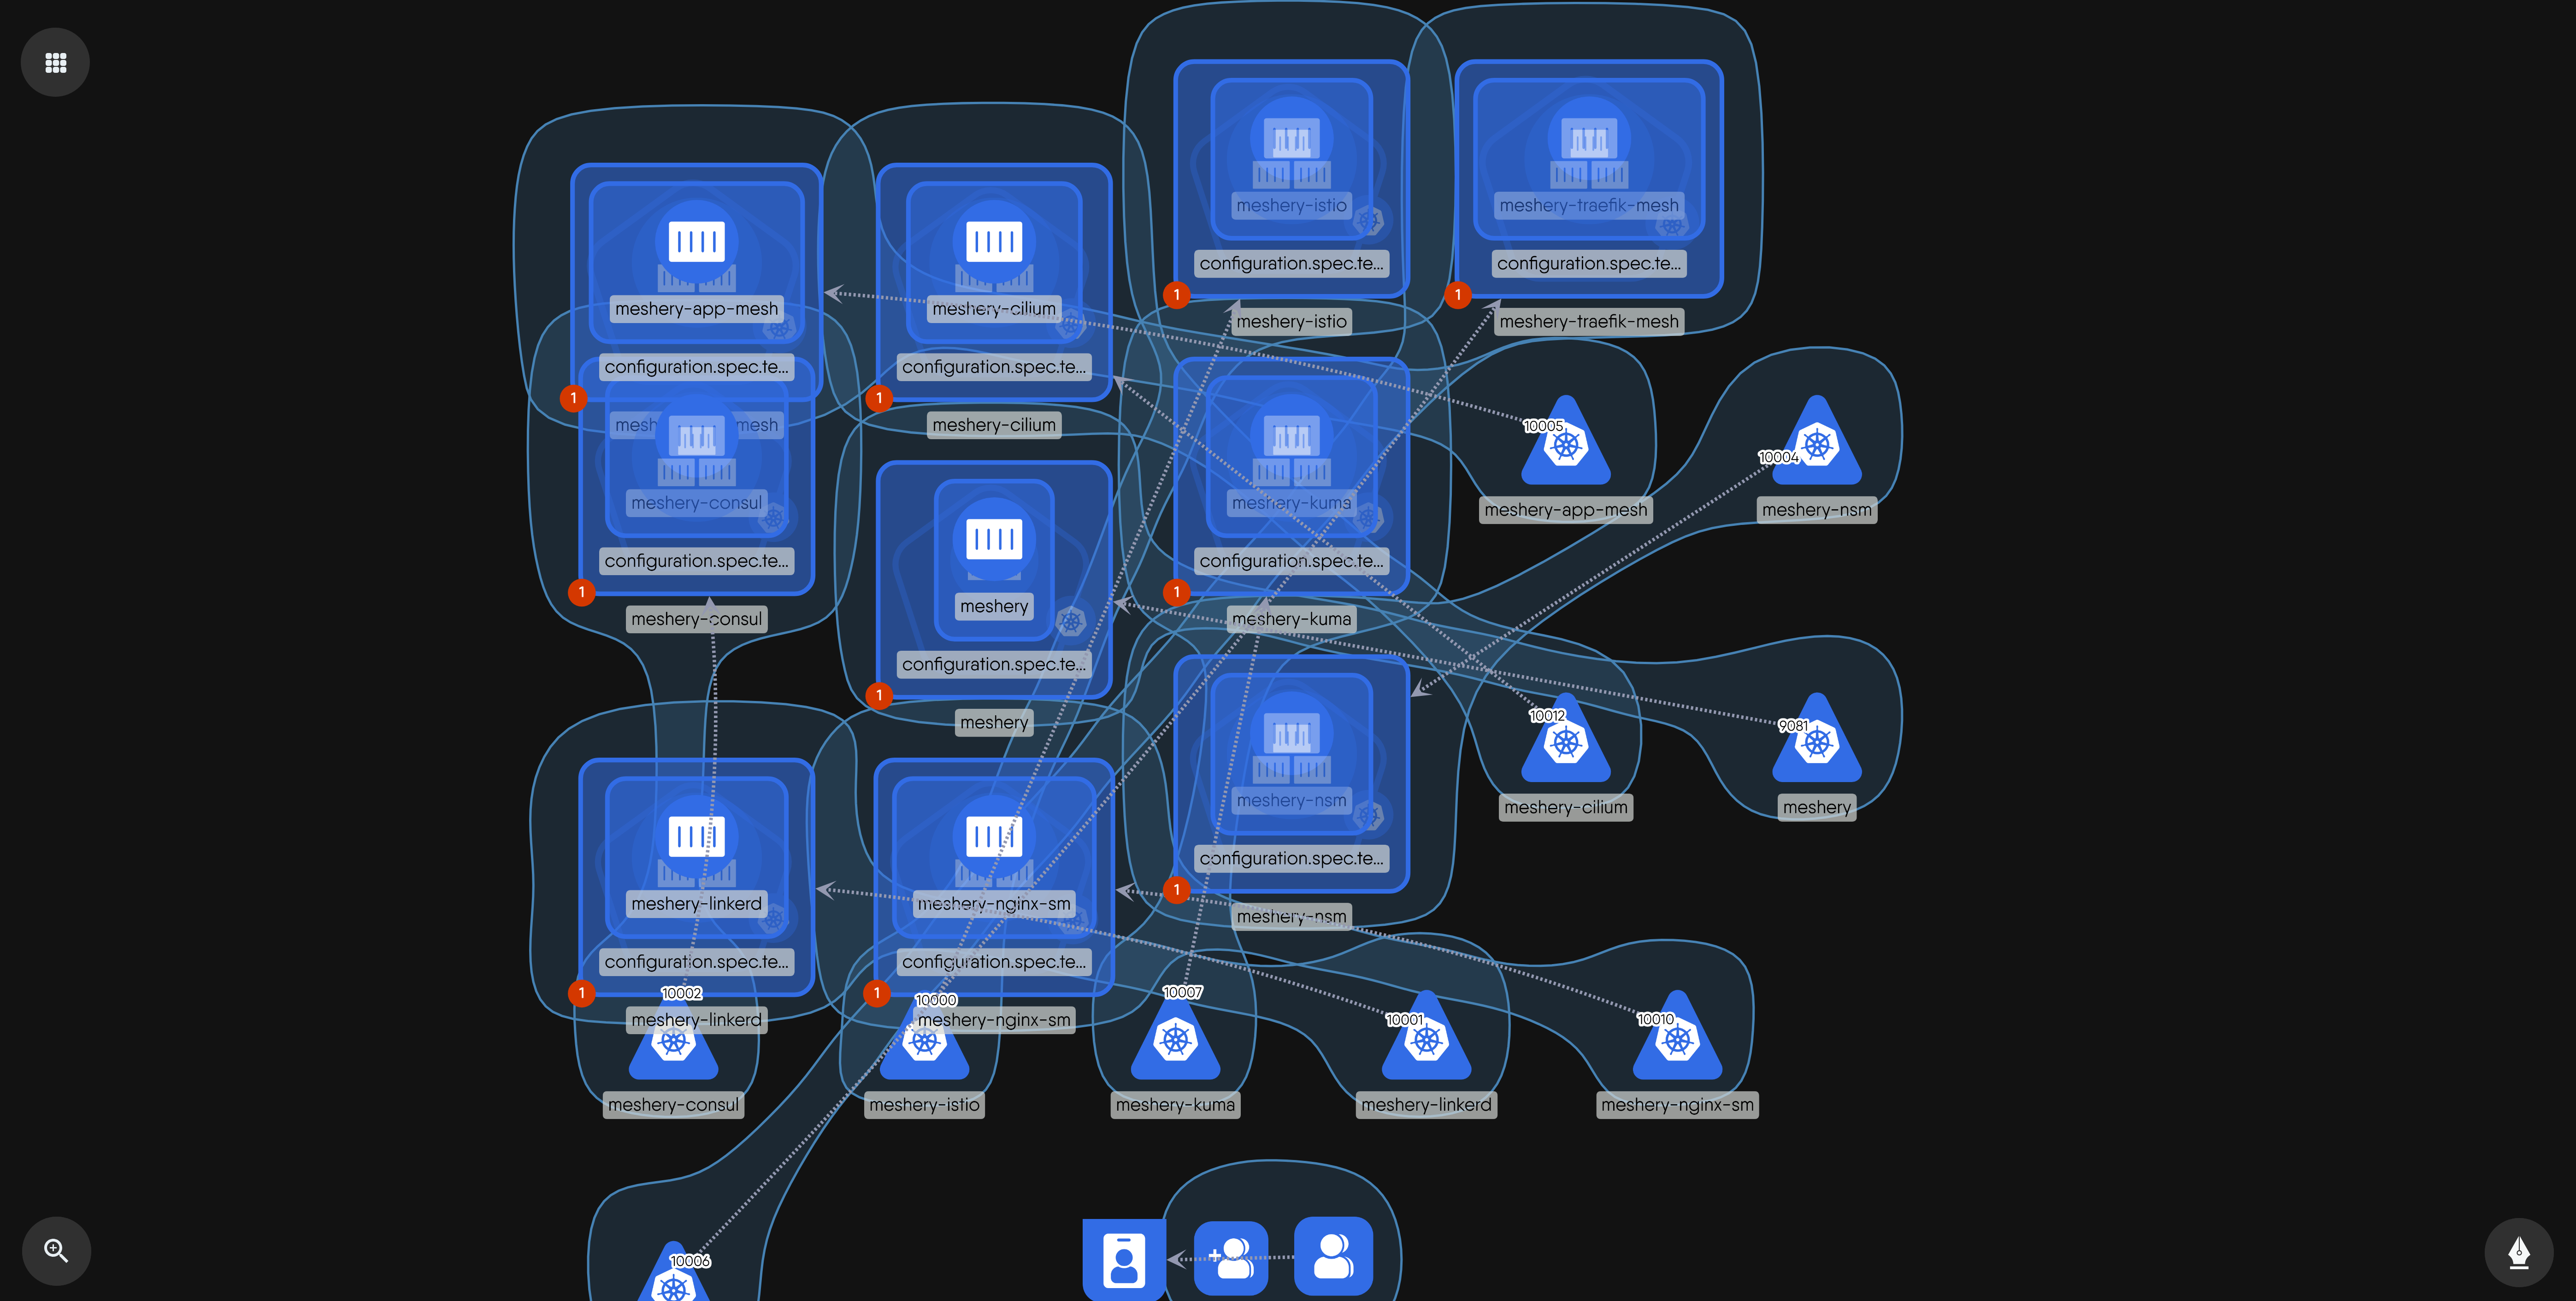 meshery-istio
configuration.spec.te...
1
meshery-istio
meshery-traefik-mesh
configuration.spec.te...
1
meshery-traefik-mesh
meshery-app-mesh
configuration.spec.te...
1
mesh mesh
meshery-cilium
configuration.spec.te...
1
meshery-cilium
meshery-consul
configuration.spec.te...
1
meshery-consul
meshery
configuration.spec.te...
1
meshery
meshery-kuma
configuration.spec.te...
1
meshery-kuma
10005
meshery-app-mesh
10004
meshery-nsm
meshery-nsm
configuration.spec.te...
1
meshery-nsm
10012
meshery-cilium
9081
meshery
meshery-linkerd
configuration.spec.te...
1
meshery-linkerd
meshery-nginx-sm
configuration.spec.te...
1
meshery-nginx-sm
10002
meshery-consul
10000
meshery-istio
10007
meshery-kuma
10001
meshery-linkerd
10010
meshery-nginx-sm
10006